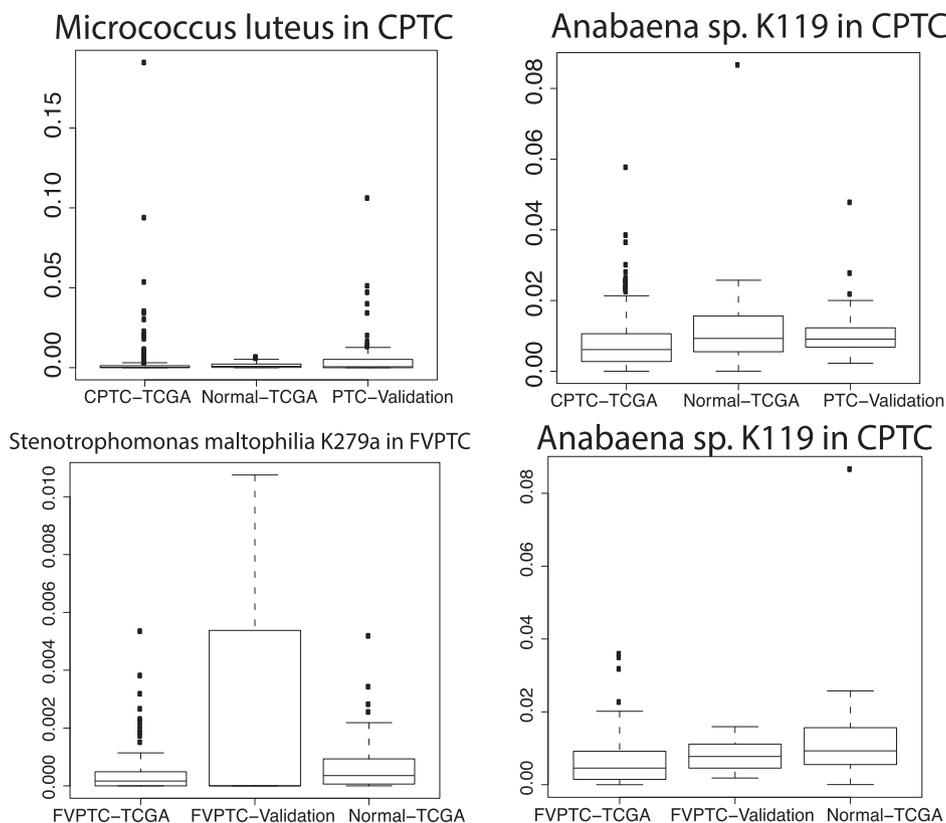 Micrococcus luteus in CPTC
0.15
0.10
0.05
0.00
CPTC–TCGA Normal–TCGA PTC–Validation
Anabaena sp. K119 in CPTC
0.08
0.06
0.04
0.02
0.00
CPTC–TCGA Normal–TCGA PTC–Validation
Stenotrophomonas maltophilia K279a in FVPTC
0.010
0.008
0.006
0.004
0.002
0.000
FVPTC–TCGA FVPTC–Validation Normal–TCGA
Anabaena sp. K119 in CPTC
0.08
0.06
0.04
0.02
0.00
FVPTC–TCGA FVPTC–Validation Normal–TCGA